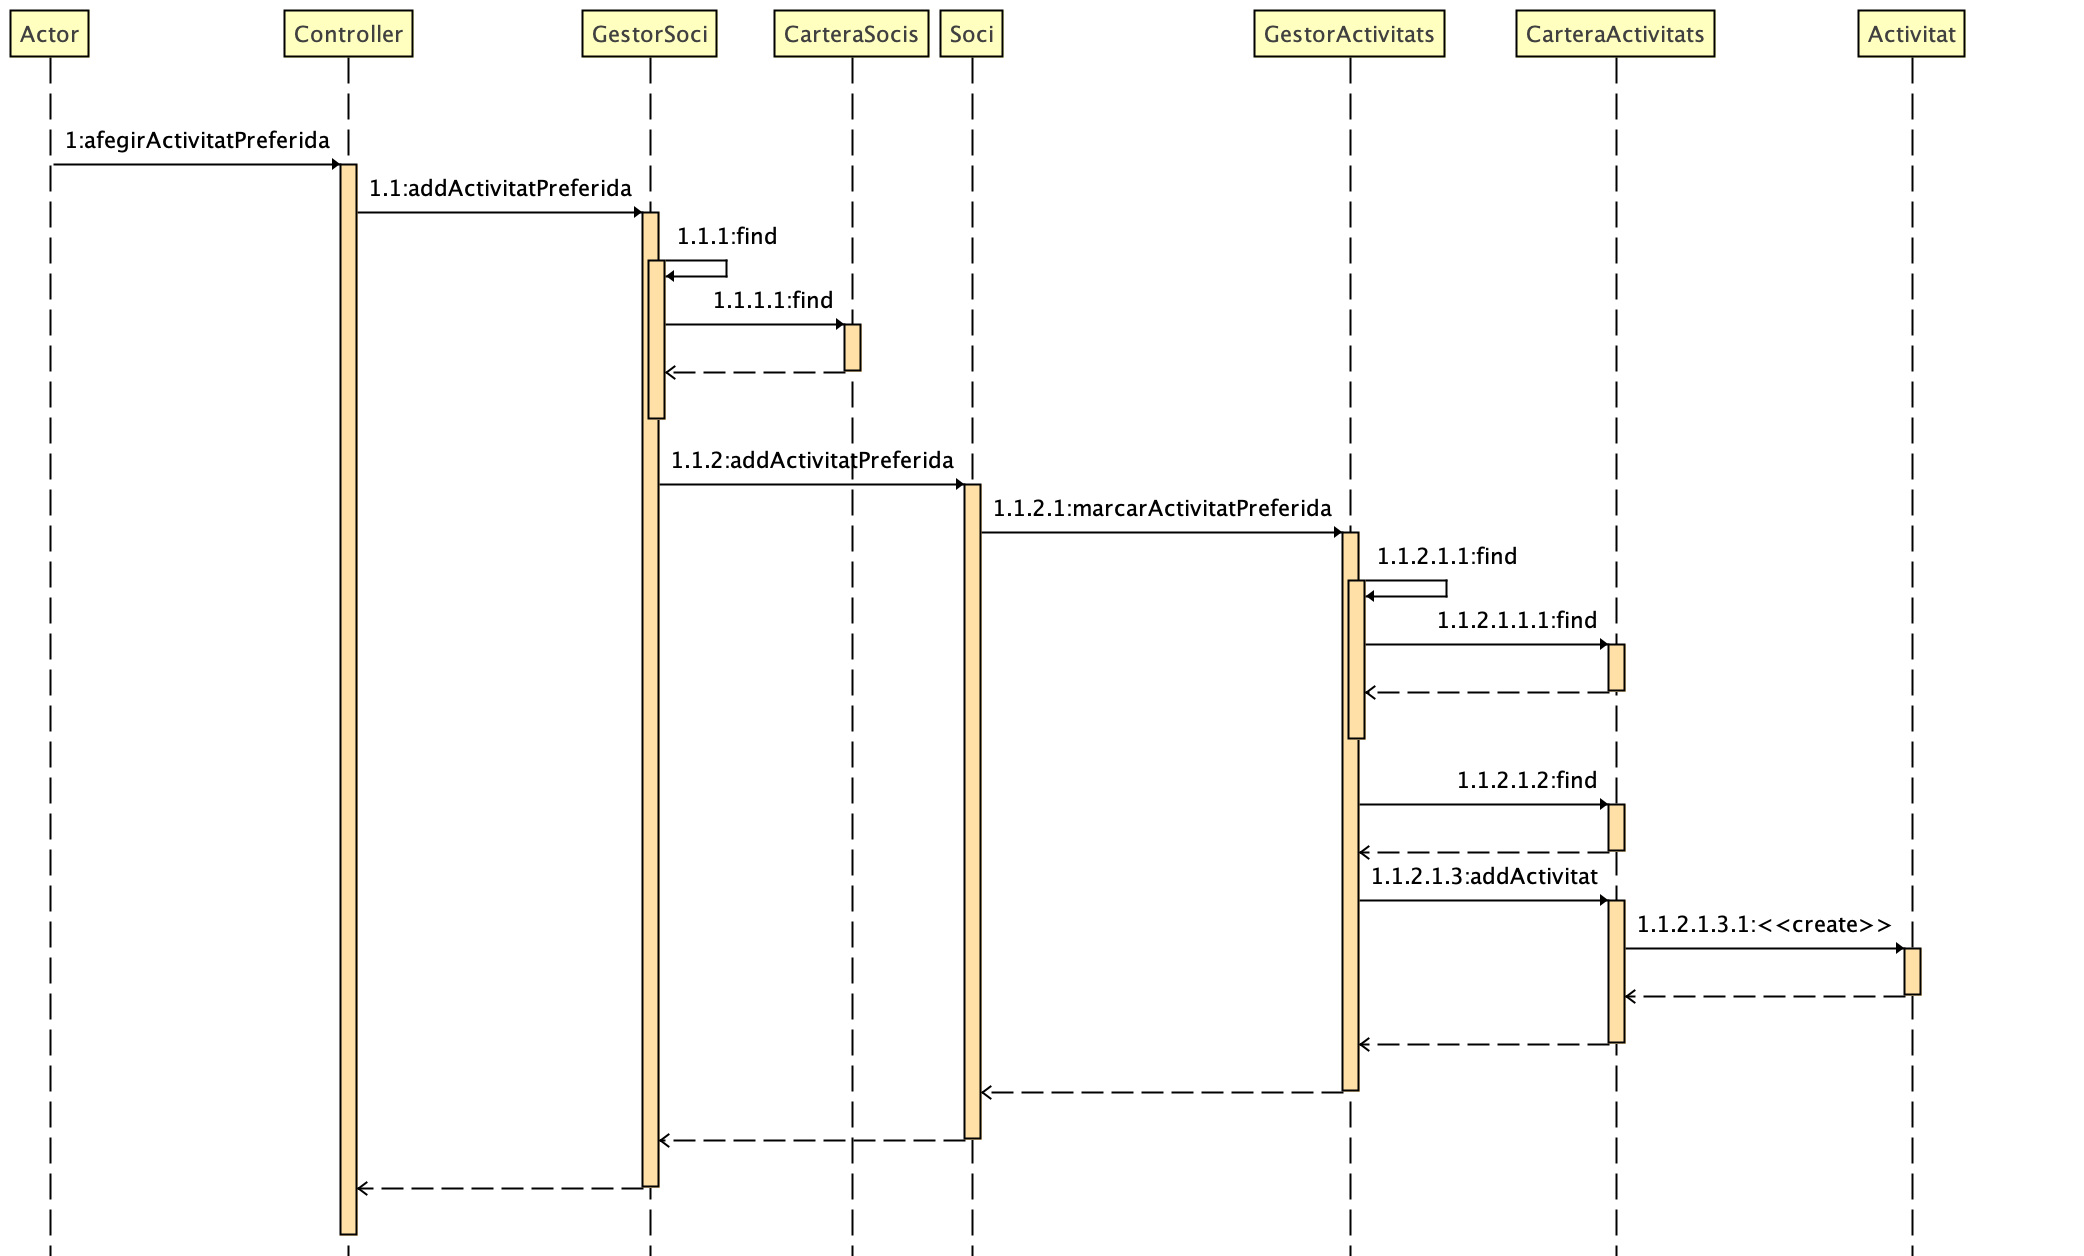 Actor
Controller
GestorSoci
CarteraSocis
Soci
GestorActivitats
CarteraActivitats
Activitat
1:afegirActivitatPreferida
1.1:addActivitatPreferida
1.1.1:find
1.1.1.1:find
1.1.2:addActivitatPreferida
1.1.2.1:marcarActivitatPreferida
1.1.2.1.1:find
1.1.2.1.1.1:find
1.1.2.1.2:find
1.1.2.1.3:addActivitat
1.1.2.1.3.1:<<create>>